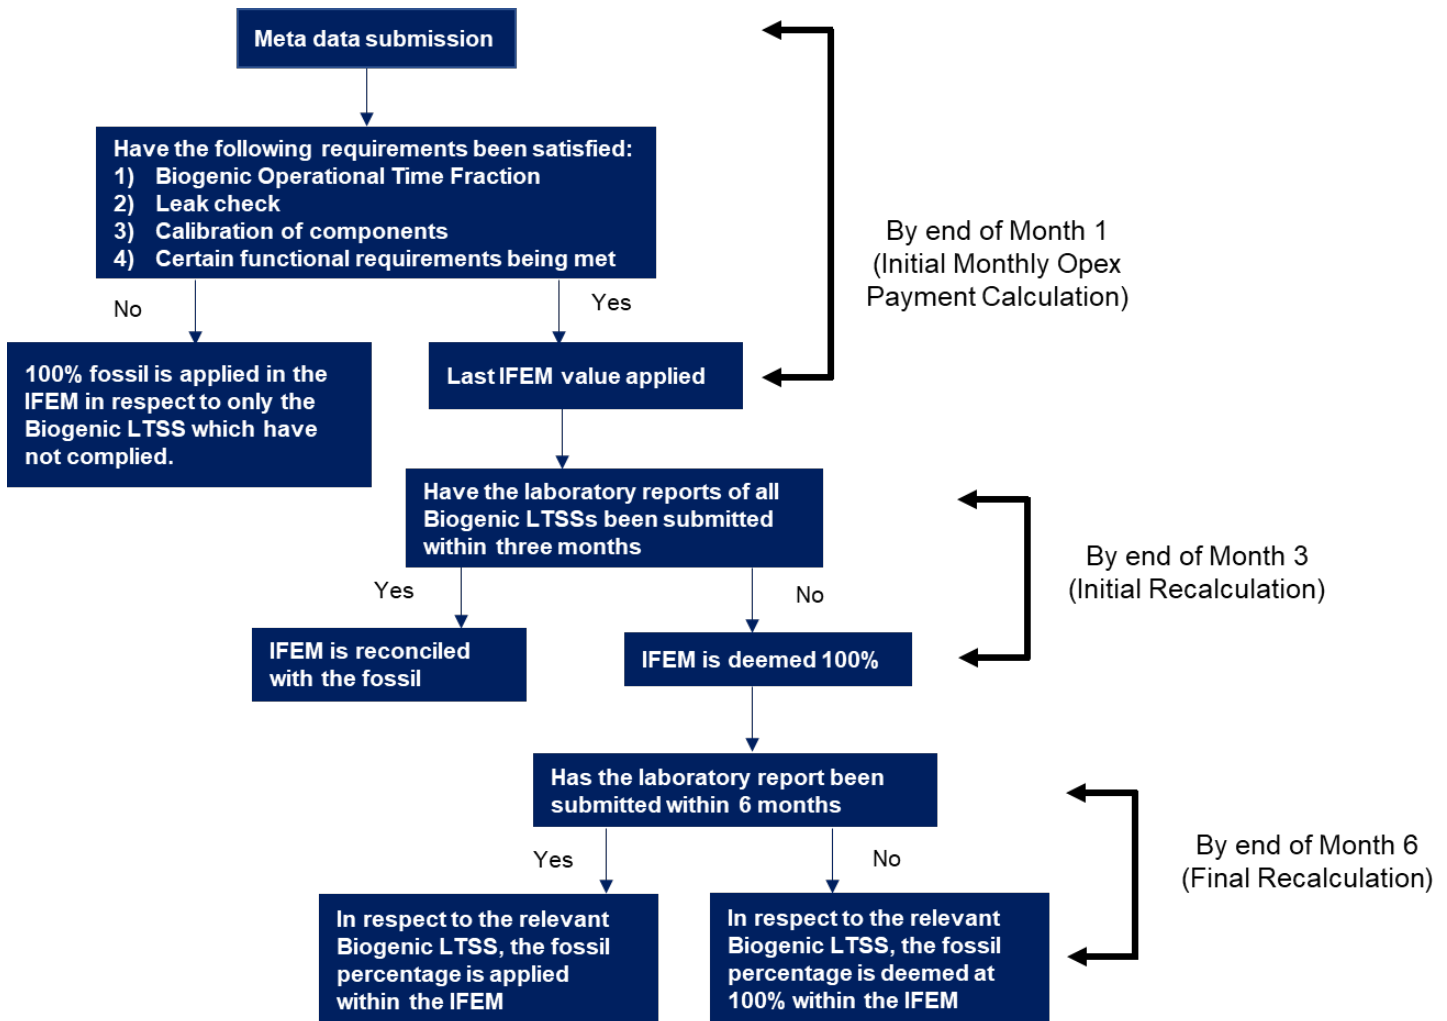 Meta data submission
Have the following requirements been satisfied:
1) Biogenic Operational Time Fraction
2) Leak check
3) Calibration of components
4) Certain functional requirements being met
By end of Month 1
(Initial Monthly Opex
Payment Calculation)
No
Yes
100% fossil is applied in the
IFEM in respect to only the
Biogenic LTSS which have
not complied.
Last IFEM value applied
Have the laboratory reports of all
Biogenic LTSSs been submitted
within three months
By end of Month 3
(Initial Recalculation)
Yes
No
IFEM is reconciled
with the fossil
IFEM is deemed 100%
Has the laboratory report been
submitted within 6 months
By end of Month 6
(Final Recalculation)
Yes
No
In respect to the relevant
Biogenic LTSS, the fossil
percentage is applied
within the IFEM
In respect to the relevant
Biogenic LTSS, the fossil
percentage is deemed at
100% within the IFEM